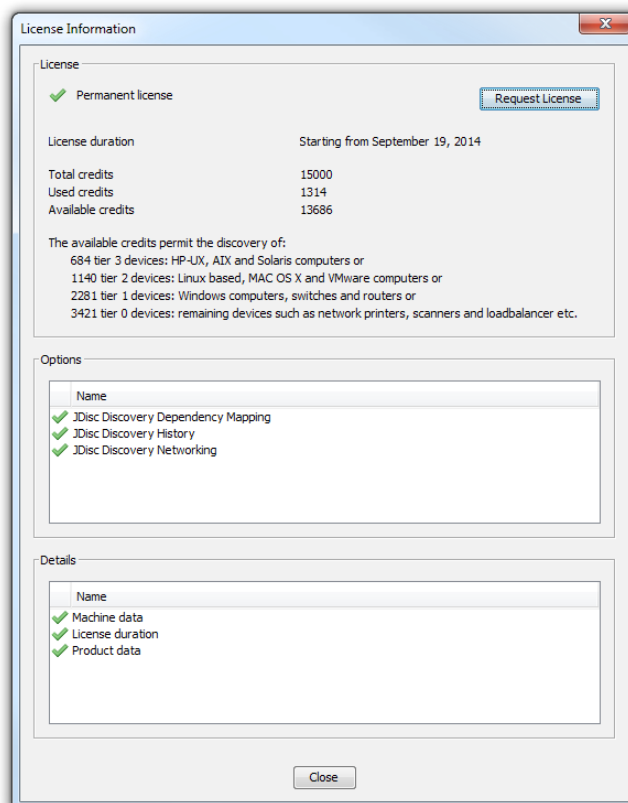 License Information
License
Permanent license
Request License
License duration Starting from September 19, 2014
Total credits 15000
Used credits 1314
Available credits 13686
The available credits permit the discovery of:
684 tier 3 devices: HP-UX, AIX and Solaris computers or
1140 tier 2 devices: Linux based, MAC OS X and VMware computers or
2281 tier 1 devices: Windows computers, switches and routers or
3421 tier 0 devices: remaining devices such as network printers, scanners and loadbalancer etc.
Options
Name
JDisc Discovery Dependency Mapping
JDisc Discovery History
JDisc Discovery Networking
Details
Name
Machine data
License duration
Product data
Close